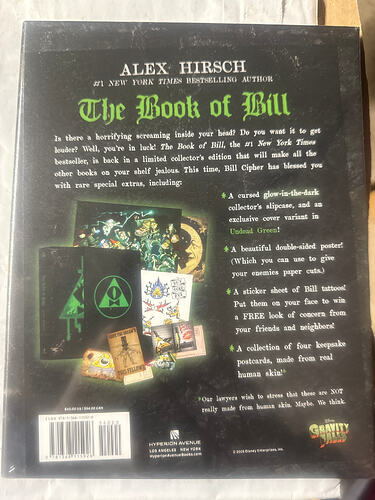 ALEX HIRSCH
#1 NEW YORK TIMES BESTSELLING AUTHOR
The Book of Bill
Is there a horrifying screaming inside your head? Do you want it to get
louder? Well, you're in luck! The Book of Bill, the #1 New York Times
bestseller, is back in a limited collector's edition that will make all the
other books on your shelf jealous. This time, Bill Cipher has blessed you
with rare special extras, including:
A cursed glow-in-the-dark
collector's slipcase, and an
exclusive cover variant in
Undead Green!
A beautiful double-sided poster!
(Which you can use to give
your enemies paper cuts.)
A sticker sheet of Bill tattoos!
Put them on your face to win
a FREE look of concern from
your friends and neighbors!
A collection of four keepsake
postcards, made from real
human skin!*
*Our lawyers wish to stress that these are NOT
really made from human skin. Maybe. We think.
HYPERION AVENUE
LOS ANGELES NEW YORK
HyperionAvenueBooks.com
© 2025 Disney Enterprises, Inc.
Disney
GRAVITY FALLS